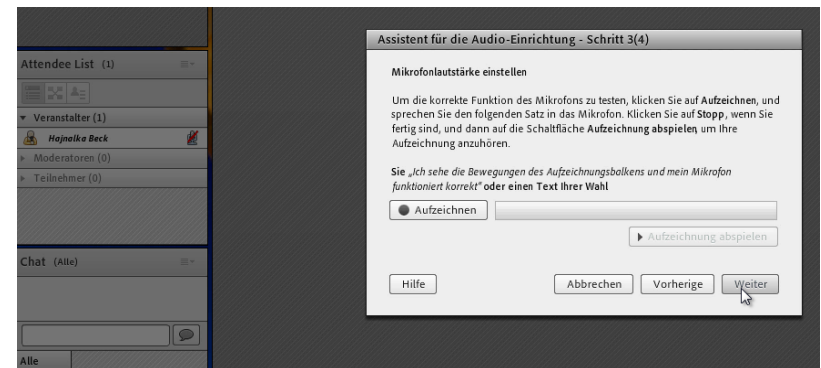 Attendee List (1)
Veranstalter (1)
Hajnalka Beck
Moderatoren (0)
Teilnehmer (0)
Chat (Alle)
Alle
Assistent für die Audio-Einrichtung - Schritt 3(4)
Mikrofonlautstärke einstellen
Um die korrekte Funktion des Mikrofons zu testen, klicken Sie auf Aufzeichnen, und
sprechen Sie den folgenden Satz in das Mikrofon. Klicken Sie auf Stopp, wenn Sie
fertig sind, und dann auf die Schaltfläche Aufzeichnung abspielen, um Ihre
Aufzeichnung anzuhören.
Sie „Ich sehe die Bewegungen des Aufzeichnungsbalkens und mein Mikrofon
funktioniert korrekt" oder einen Text Ihrer Wahl
Aufzeichnen
Aufzeichnung abspielen
Hilfe
Abbrechen
Vorherige
Weiter